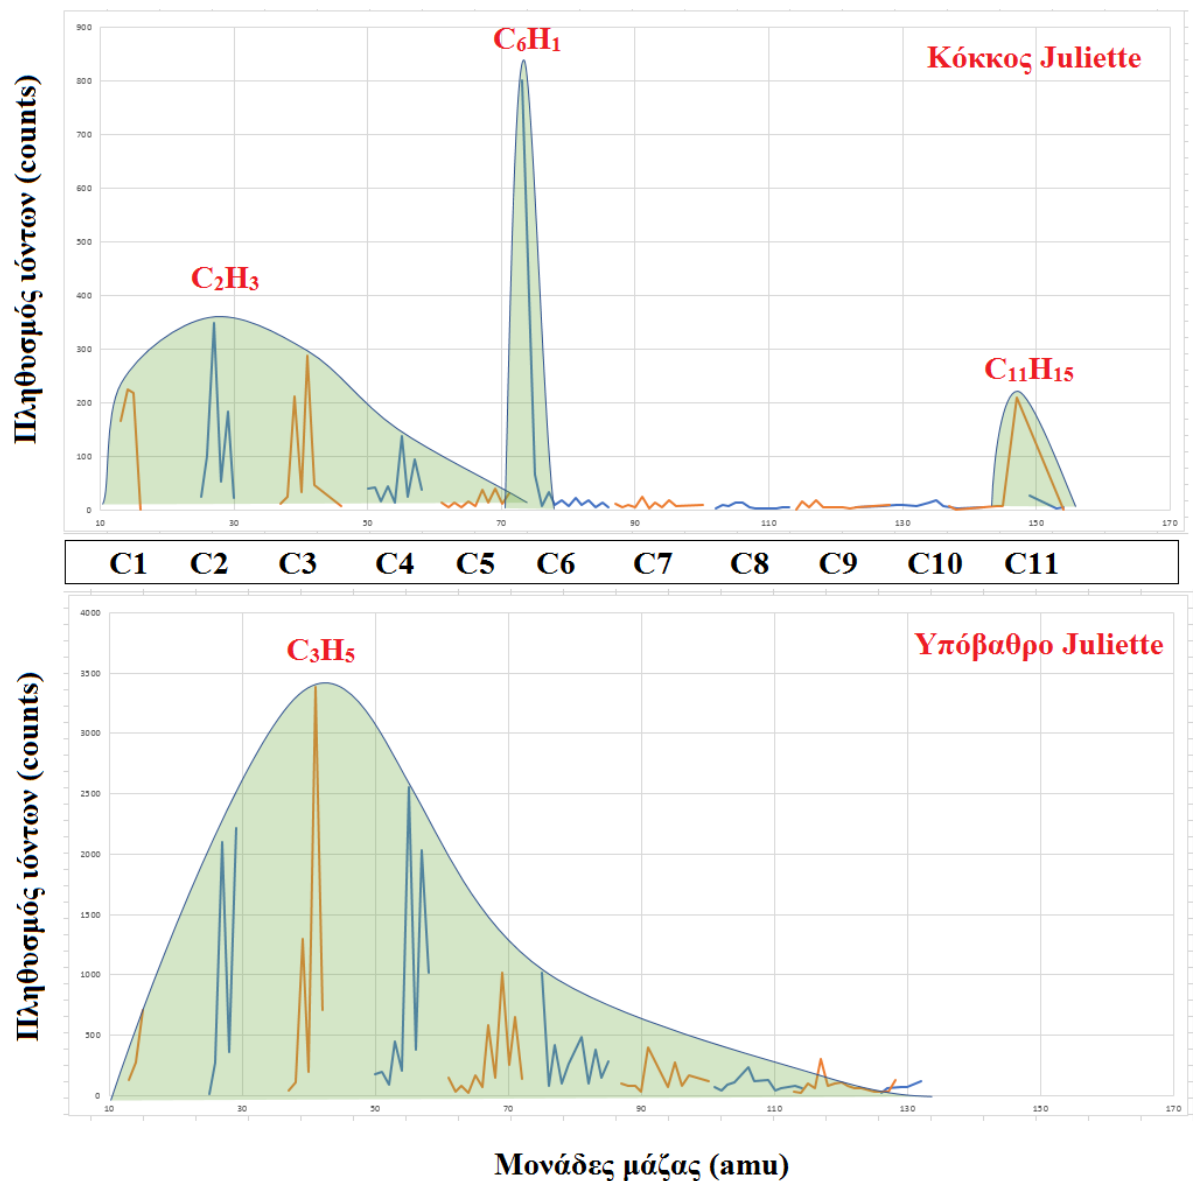 Πληθυσμός ιόντων (counts)
900
800
700
600
500
400
300
200
100
0
C₆H₁
Κόκκος Juliette
C₂H₃
C₁₁H₁₅
10 30 50 70 90 110 130 150 170
C1 C2 C3 C4 C5 C6 C7 C8 C9 C10 C11
Πληθυσμός ιόντων (counts)
4000
3500
3000
2500
2000
1500
1000
500
0
C₃H₅
Υπόβαθρο Juliette
10 30 50 70 90 110 130 150 170
Μονάδες μάζας (amu)